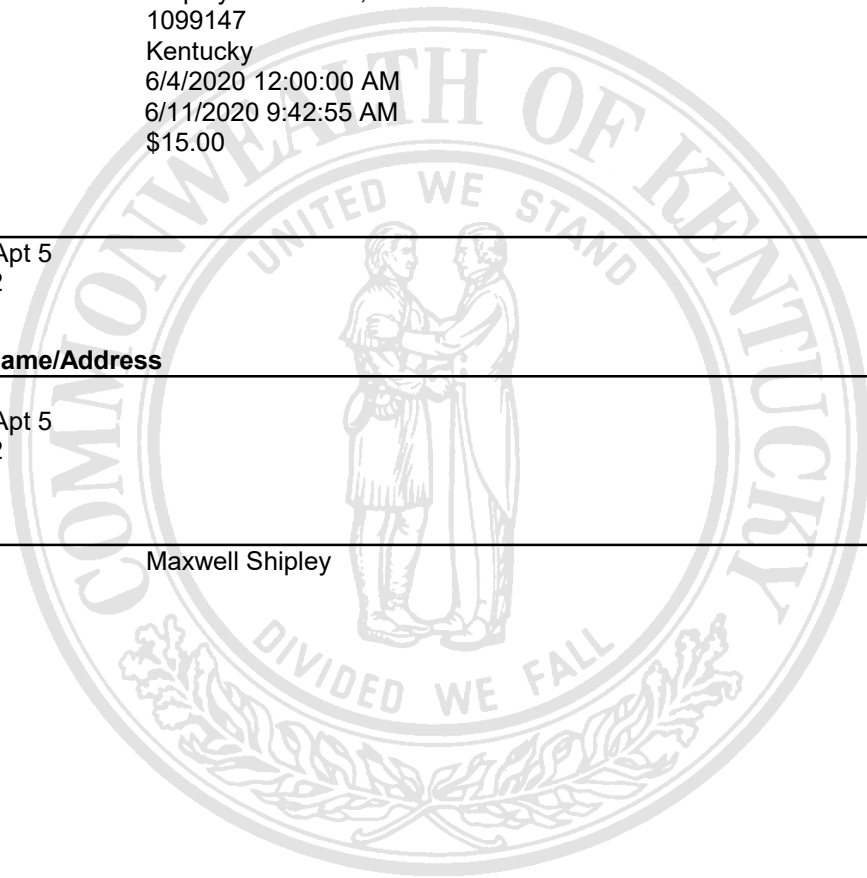 1099147
Kentucky
6/4/2020 12:00:00 AM
6/11/2020 9:42:55 AM
$15.00
Apt 5
ame/Address
Apt 5
Maxwell Shipley
COMMONWEALTH OF KENTUCKY
UNITED WE STAND
DIVIDED WE FALL